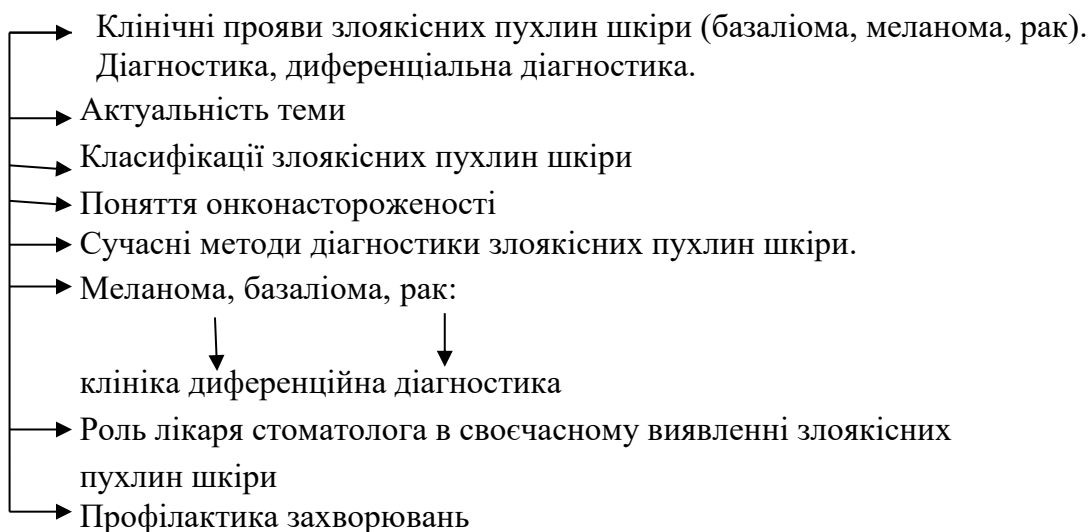 Клінічні прояви злоякісних пухлин шкіри (базаліома, меланома, рак).
Діагностика, диференціальна діагностика.
Актуальність теми
Класифікації злоякісних пухлин шкіри
Поняття онконастороженості
Сучасні методи діагностики злоякісних пухлин шкіри.
Меланома, базаліома, рак:
клініка диференційна діагностика
Роль лікаря стоматолога в своєчасному виявленні злоякісних
пухлин шкіри
Профілактика захворювань